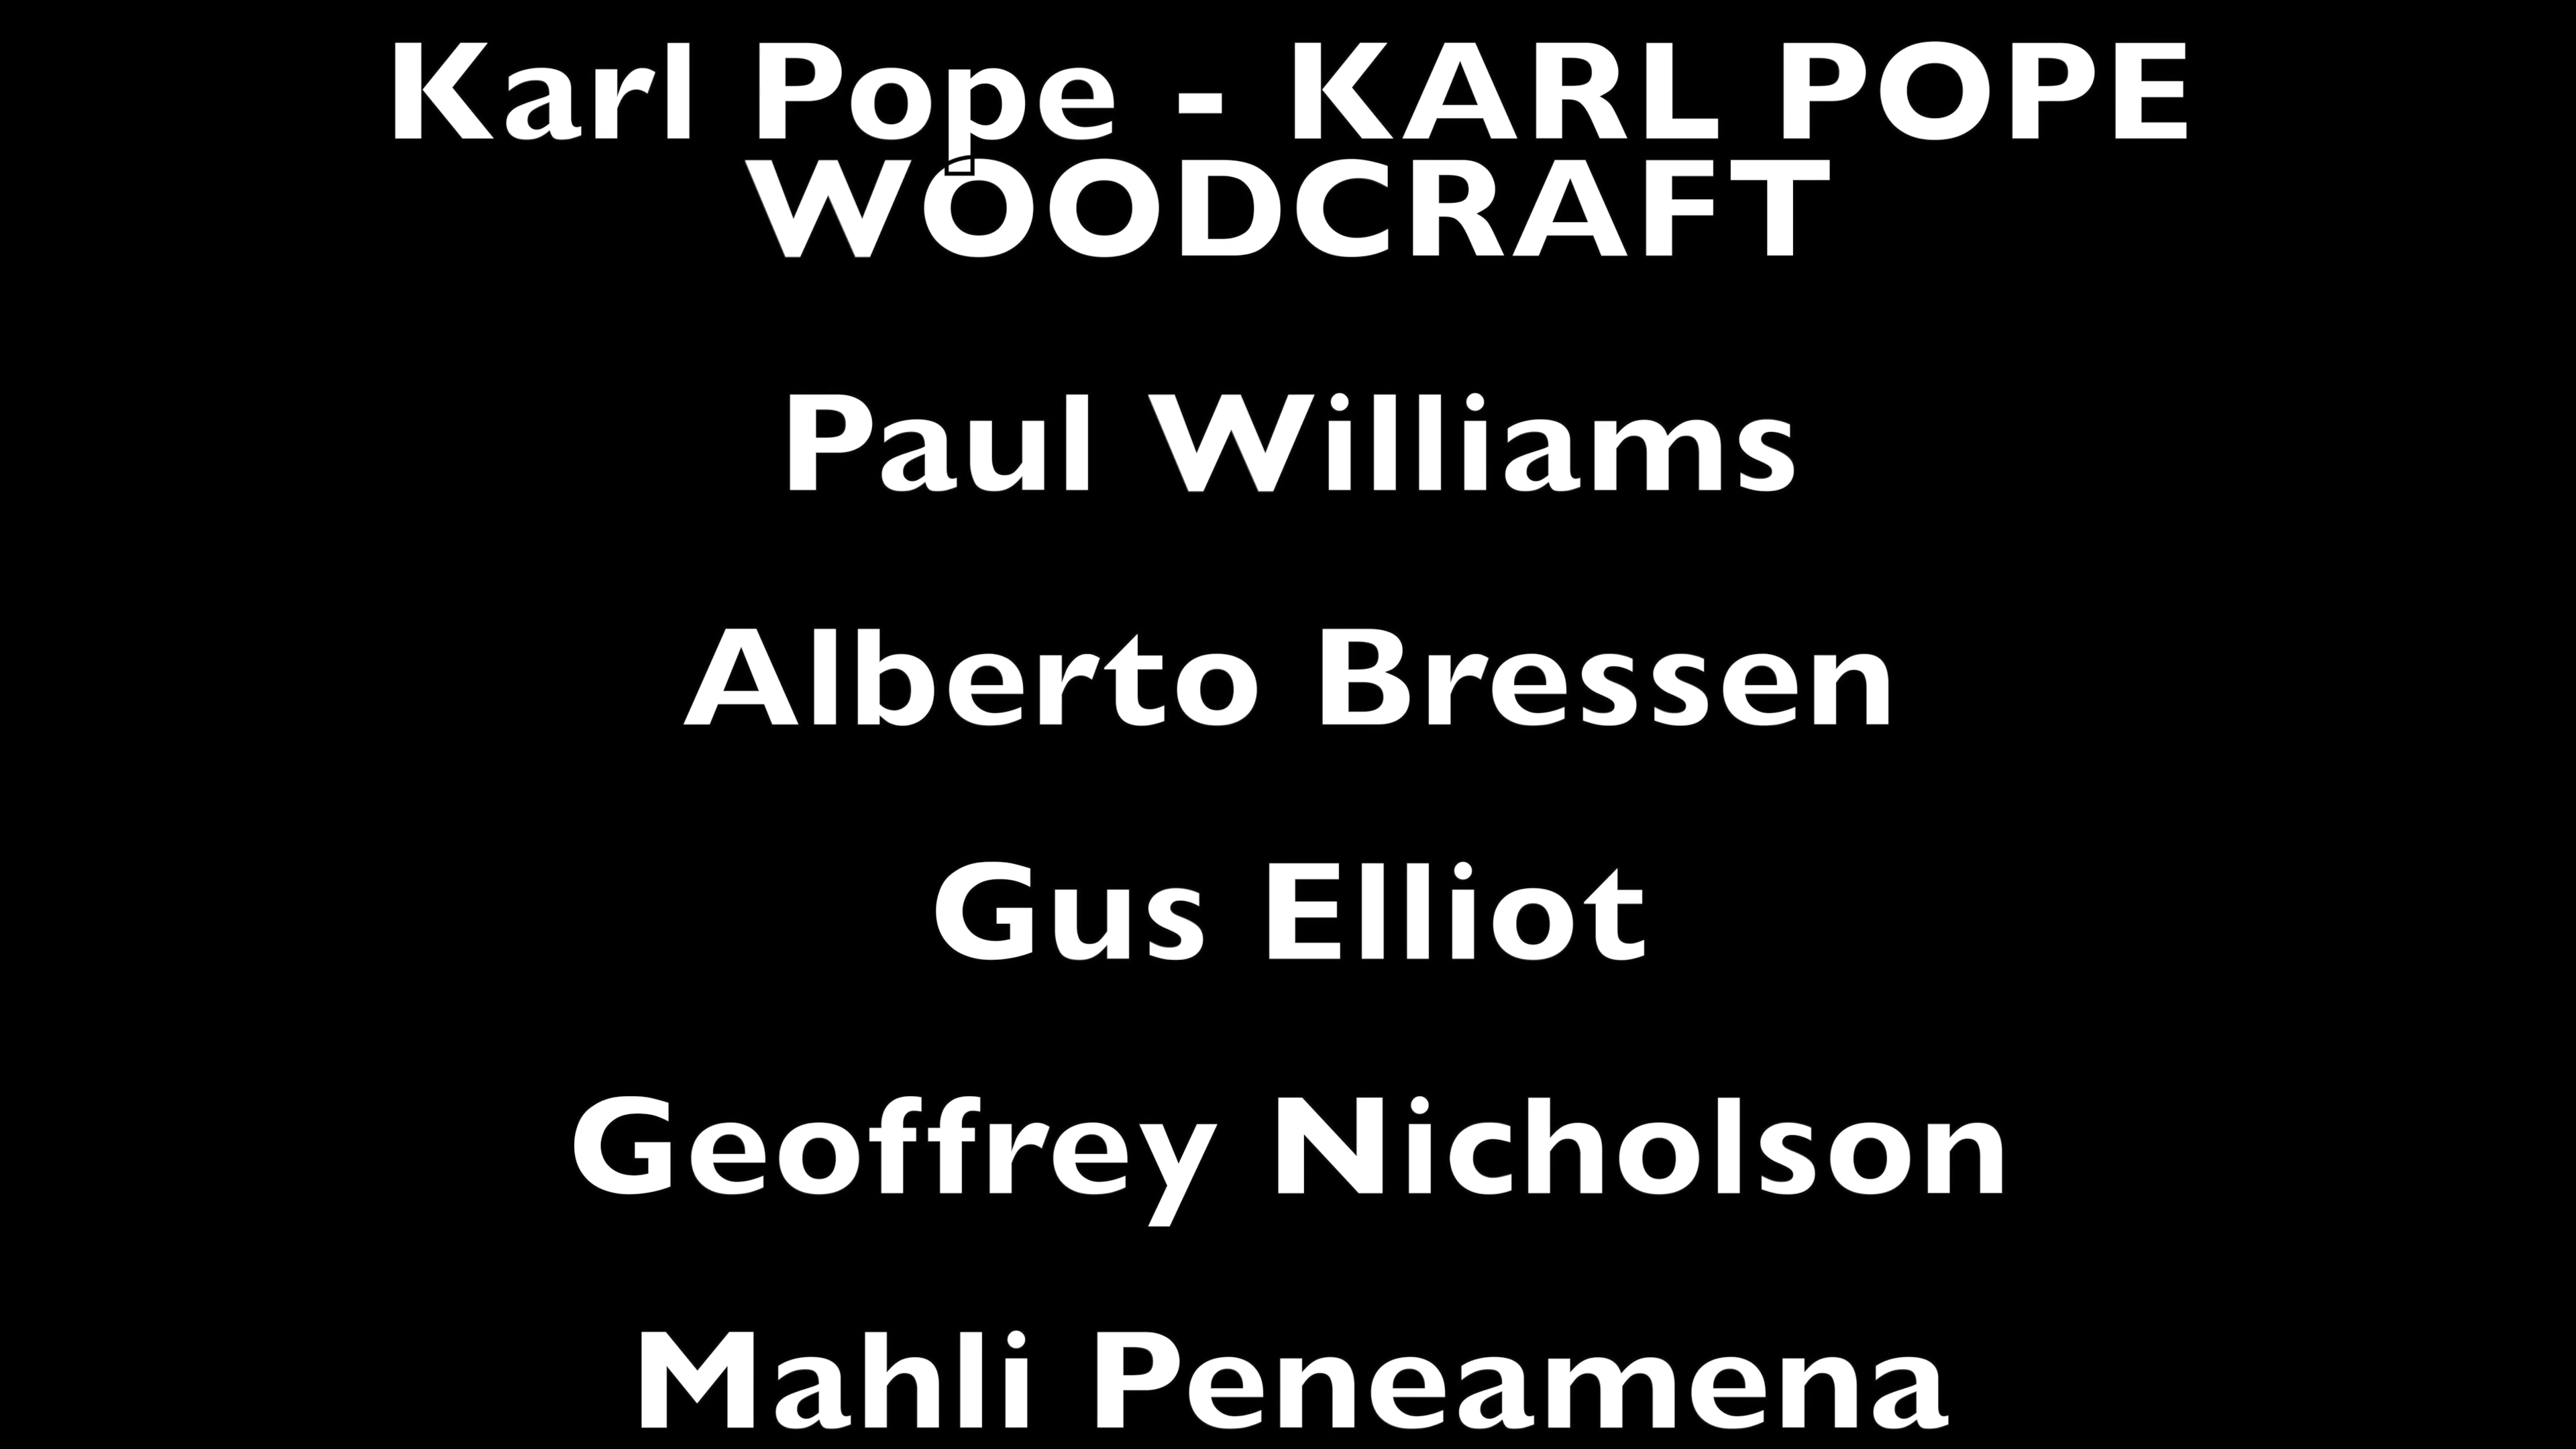 Karl Pope - KARL POPE
WOODCRAFT
Paul Williams
Alberto Bressen
Gus Elliot
Geoffrey Nicholson
Mahli Peneamena